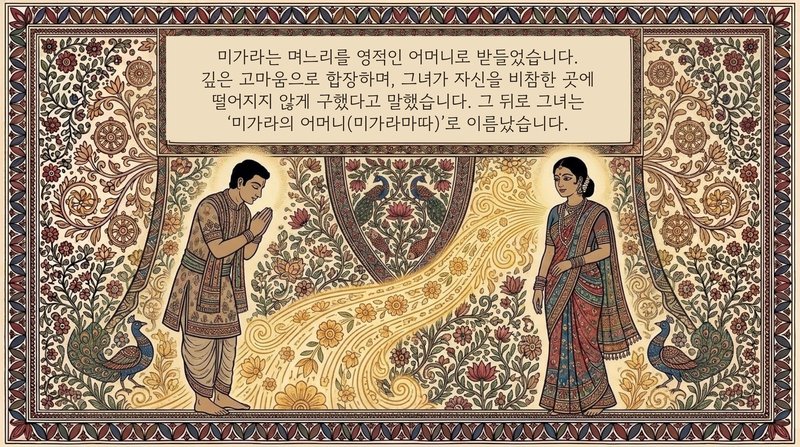 미가라는 며느리를 영적인 어머니로 받들었습니다.
깊은 고마움으로 합장하며, 그녀가 자신을 비참한 곳에
떨어지지 않게 구했다고 말했습니다. 그 뒤로 그녀는
‘미가라의 어머니(미가라마따)’로 이름났습니다.